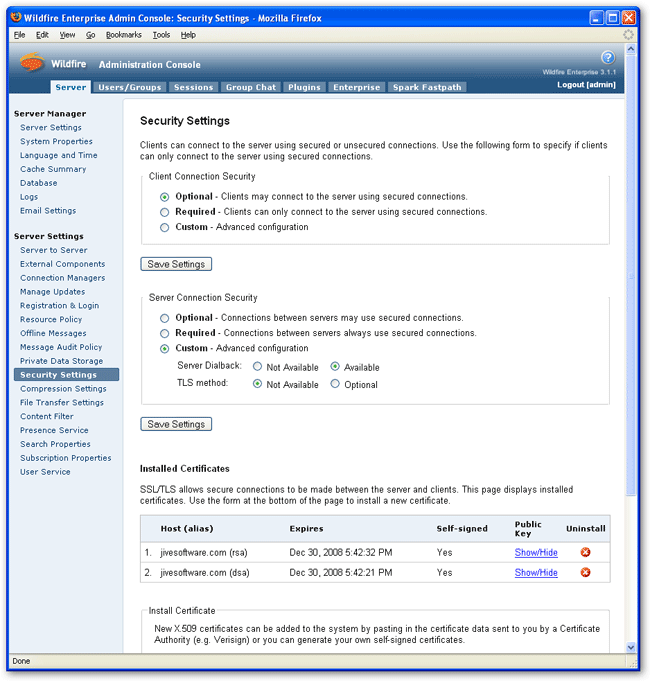 Wildfire Enterprise Admin Console: Security Settings - Mozilla Firefox
File Edit View Go Bookmarks Tools Help
Wildfire Administration Console
Wildfire Enterprise 3.1.1
Server Users/Groups Sessions Group Chat Plugins Enterprise Spark Fastpath
Logout [admin]
Server Manager
Server Settings
System Properties
Language and Time
Cache Summary
Database
Logs
Email Settings
Server Settings
Server to Server
External Components
Connection Managers
Manage Updates
Registration & Login
Resource Policy
Offline Messages
Message Audit Policy
Private Data Storage
Security Settings
Compression Settings
File Transfer Settings
Content Filter
Presence Service
Search Properties
Subscription Properties
User Service
Security Settings
Clients can connect to the server using secured or unsecured connections. Use the following form to specify if clients
can only connect to the server using secured connections.
Client Connection Security
Optional - Clients may connect to the server using secured connections.
Required - Clients can only connect to the server using secured connections.
Custom - Advanced configuration
Save Settings
Server Connection Security
Optional - Connections between servers may use secured connections.
Required - Connections between servers always use secured connections.
Custom - Advanced configuration
Server Dialback: Not Available Available
TLS method: Not Available Optional
Save Settings
Installed Certificates
SSL/TLS allows secure connections to be made between the server and clients. This page displays installed
certificates. Use the form at the bottom of the page to install a new certificate.
Host (alias) Expires Self-signed Public Key Uninstall
1. jivesoftware.com (rsa) Dec 30, 2008 5:42:32 PM Yes Show/Hide
2. jivesoftware.com (dsa) Dec 30, 2008 5:42:21 PM Yes Show/Hide
Install Certificate
New X.509 certificates can be added to the system by pasting in the certificate data sent to you by a Certificate
Authority (e.g. Verisign) or you can generate your own self-signed certificates.
Done